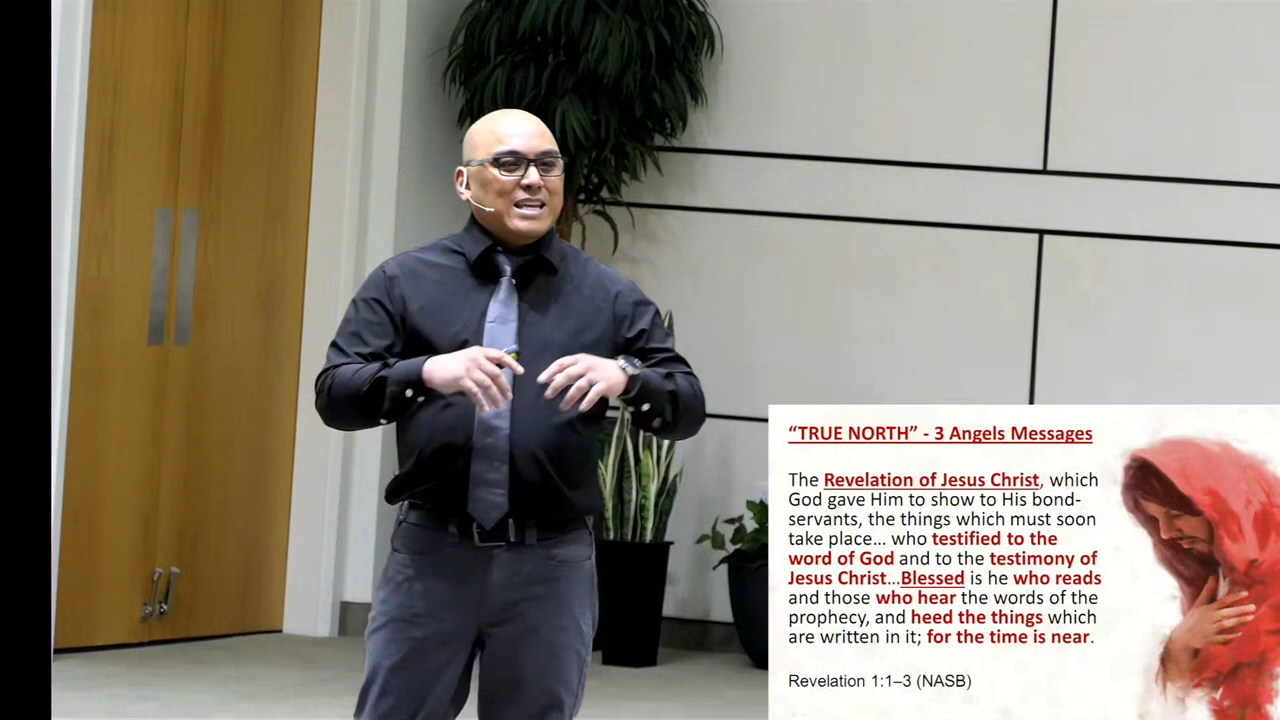 “TRUE NORTH” - 3 Angels Messages
The Revelation of Jesus Christ, which
God gave Him to show to His bond-
servants, the things which must soon
take place… who testified to the
word of God and to the testimony of
Jesus Christ…Blessed is he who reads
and those who hear the words of the
prophecy, and heed the things which
are written in it; for the time is near.
Revelation 1:1–3 (NASB)